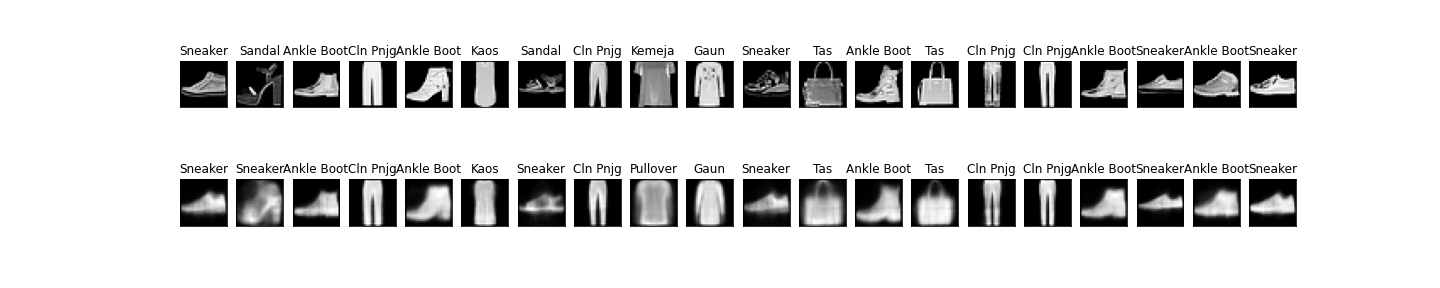 Sneaker Sandal Ankle Boot Cln Pnjg Ankle Boot Kaos Sandal Cln Pnjg Kemeja Gaun Sneaker Tas Ankle Boot Tas Cln Pnjg Cln Pnjg Ankle Boot Sneaker Ankle Boot Sneaker
Sneaker Sneaker Ankle Boot Cln Pnjg Ankle Boot Kaos Sneaker Cln Pnjg Pullover Gaun Sneaker Tas Ankle Boot Tas Cln Pnjg Cln Pnjg Ankle Boot Sneaker Ankle Boot Sneaker